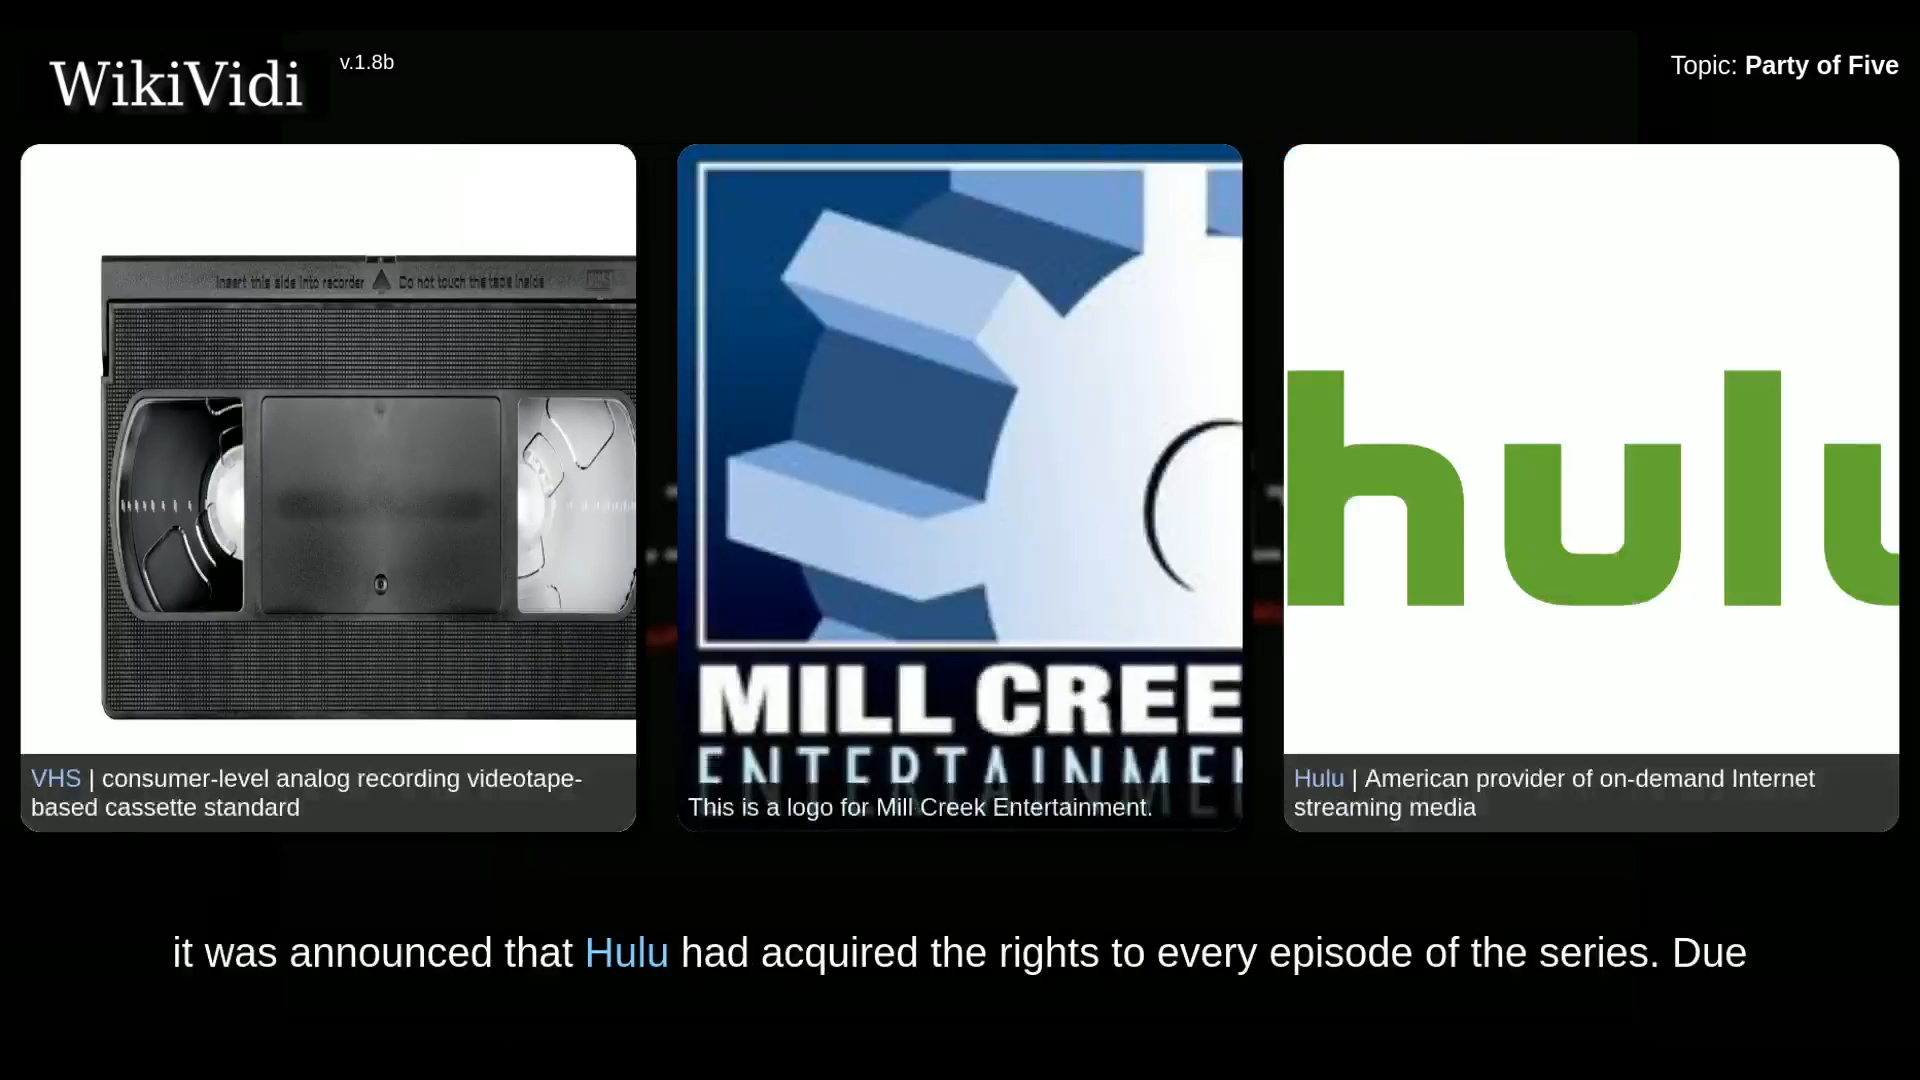 WikiVidi
v.1.8b
Topic: Party of Five
Insert this side into recorder Do not touch the tape inside
VHS
MILL CREE
ENTERTAINMEN
hulu
VHS | consumer-level analog recording videotape-
based cassette standard
This is a logo for Mill Creek Entertainment.
Hulu | American provider of on-demand Internet
streaming media
it was announced that Hulu had acquired the rights to every episode of the series. Due